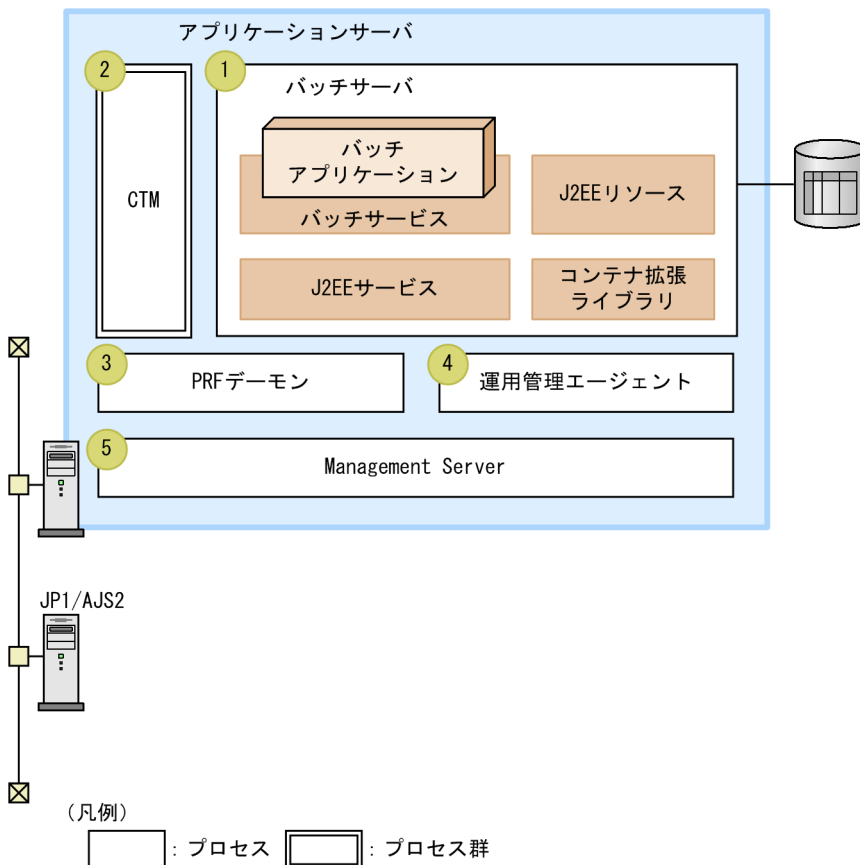 アプリケーションサーバ
2
1
バッチサーバ
バッチ
アプリケーション
バッチサービス
J2EEリソース
CTM
J2EEサービス
コンテナ拡張
ライブラリ
3
PRFデーモン
4
運用管理エージェント
5
Management Server
JP1/AJS2
(凡例)
: プロセス
: プロセス群